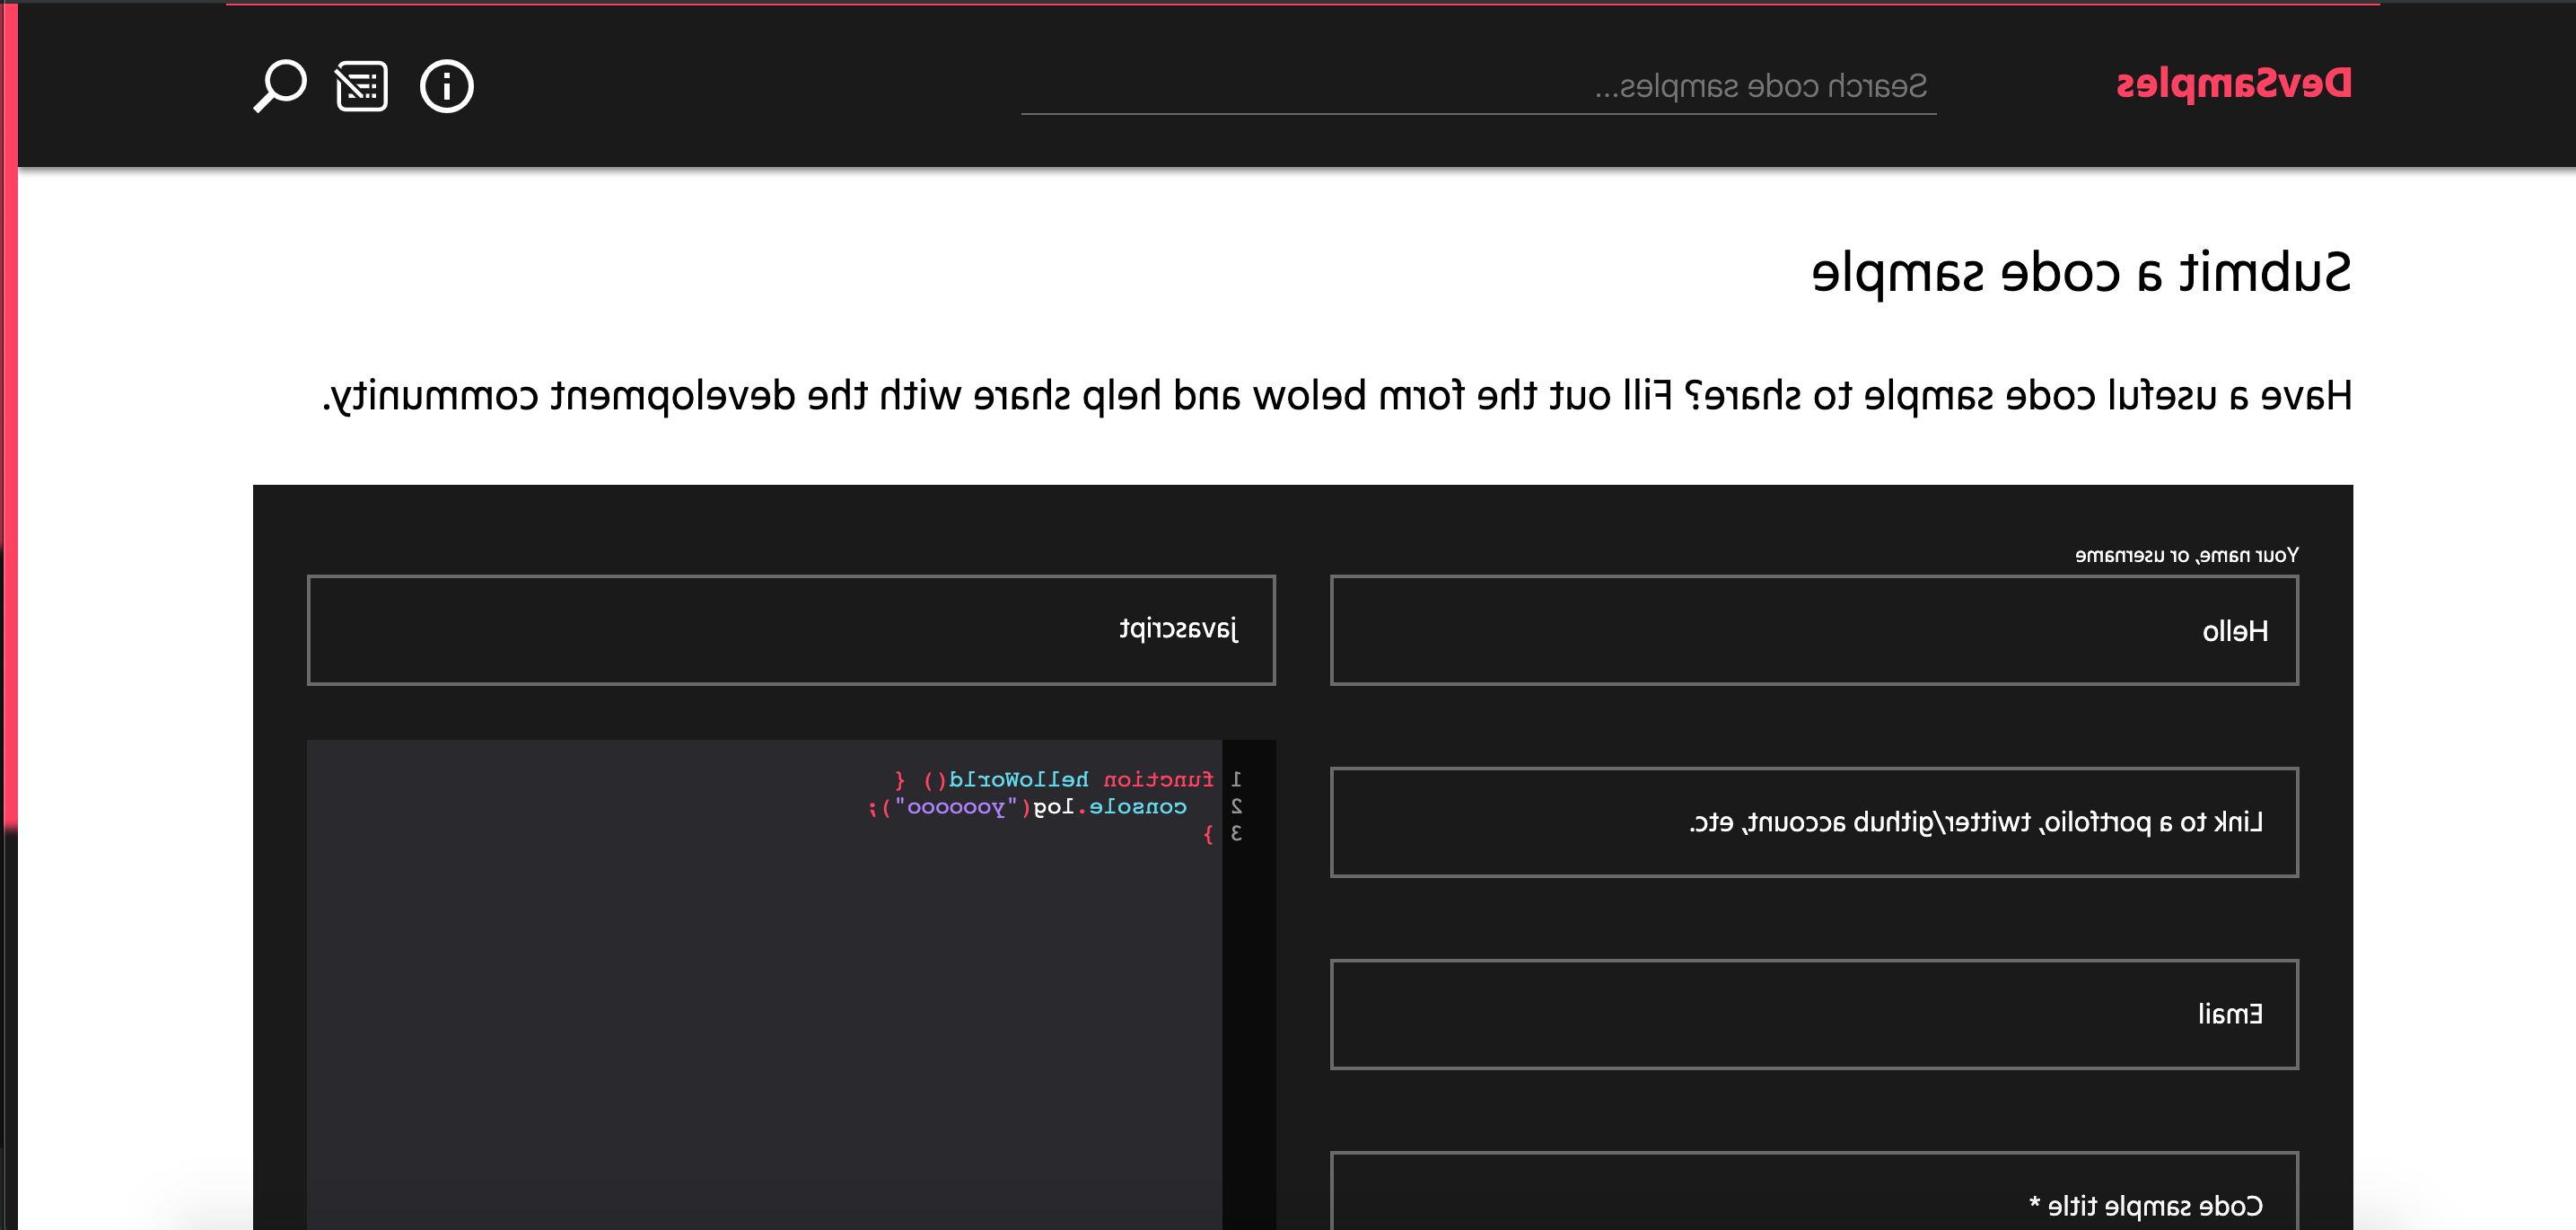 DevSamples
Search code samples...
Submit a code sample
Have a useful code sample to share? Fill out the form below and help share with the development community.
Your name, or username
Hello
Link to a portfolio, twitter/github account, etc.
Email
Code sample title *
javascript
1 function helloWorld() {
2   console.log("yooooooo");
3 }